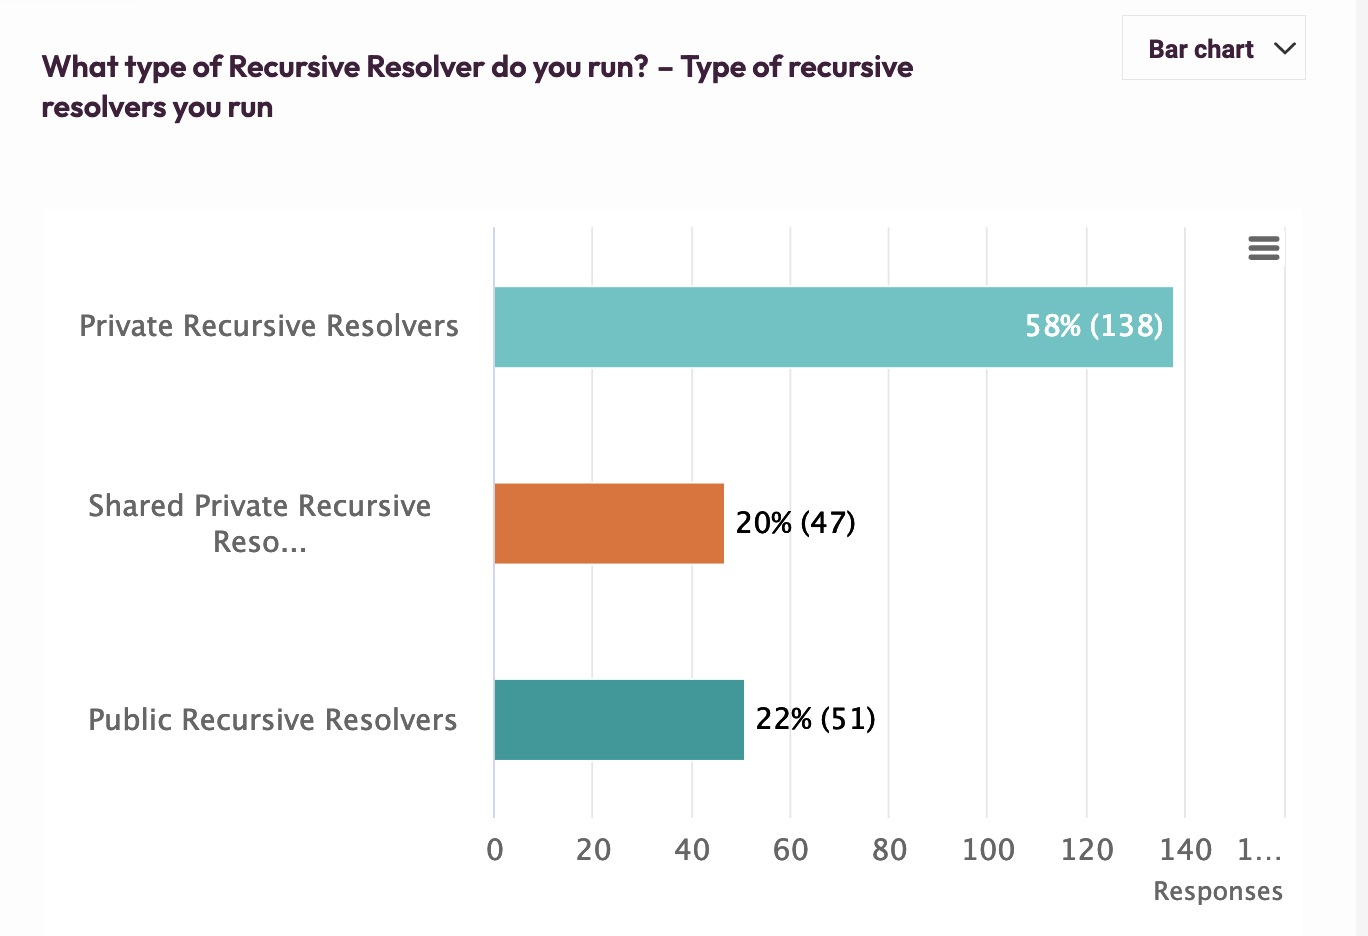 Bar chart
What type of Recursive Resolver do you run? – Type of recursive
resolvers you run
Private Recursive Resolvers
58% (138)
Shared Private Recursive
Reso...
20% (47)
Public Recursive Resolvers
22% (51)
0 20 40 60 80 100 120 140 1...
Responses